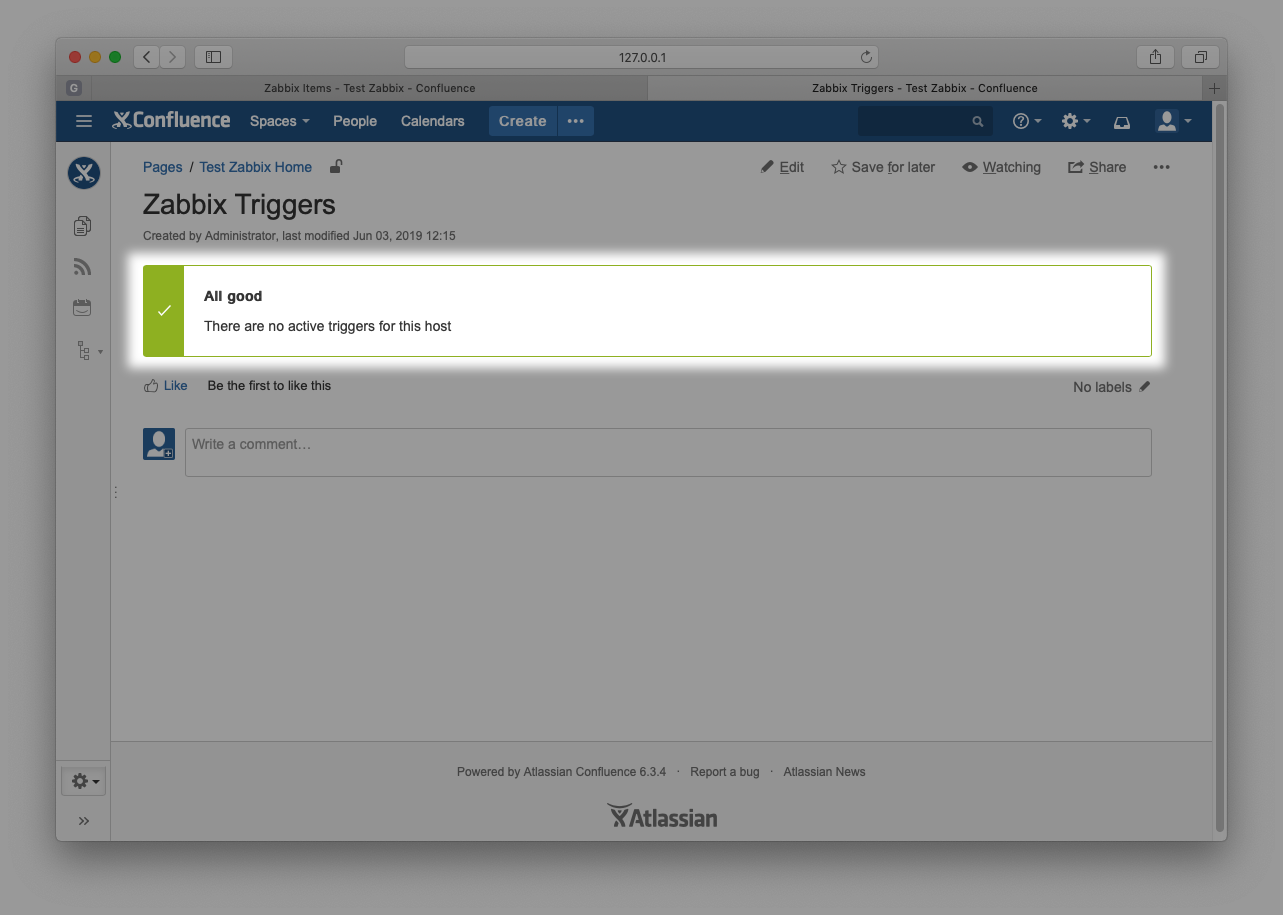 127.0.0.1
G
Zabbix Items - Test Zabbix - Confluence
Zabbix Triggers - Test Zabbix - Confluence
Confluence Spaces People Calendars Create
Pages / Test Zabbix Home
Edit Save for later Watching Share
Zabbix Triggers
Created by Administrator, last modified Jun 03, 2019 12:15
All good
There are no active triggers for this host
Like Be the first to like this
No labels
Write a comment…
Powered by Atlassian Confluence 6.3.4 · Report a bug · Atlassian News
Atlassian